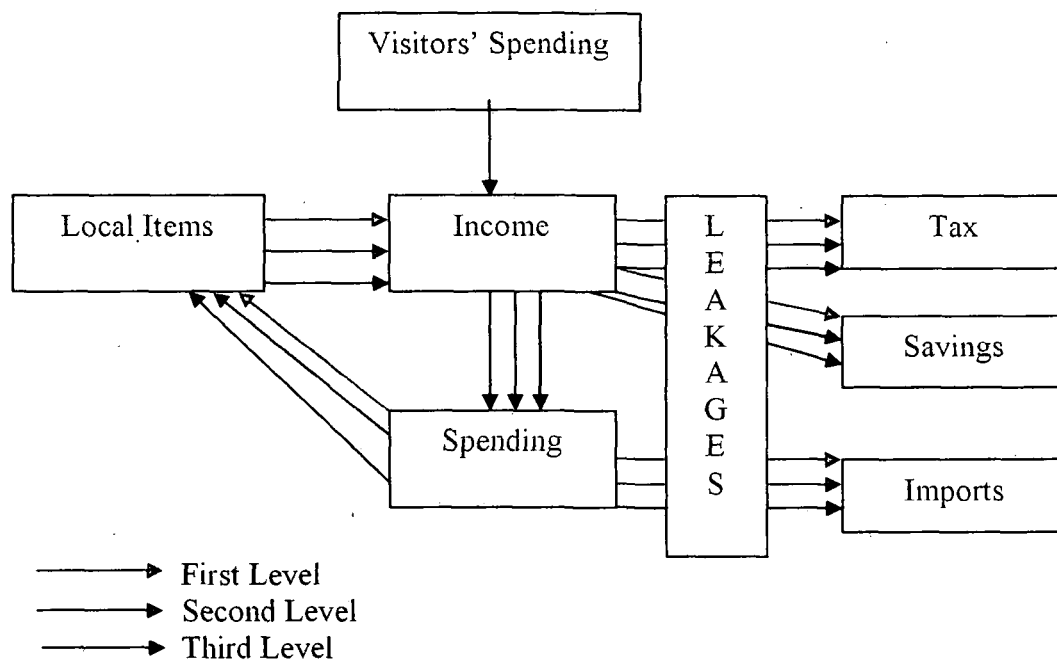 Visitors' Spending
Local Items
Income
L
E
A
K
A
G
E
S
Tax
Savings
Spending
Imports
First Level
Second Level
Third Level